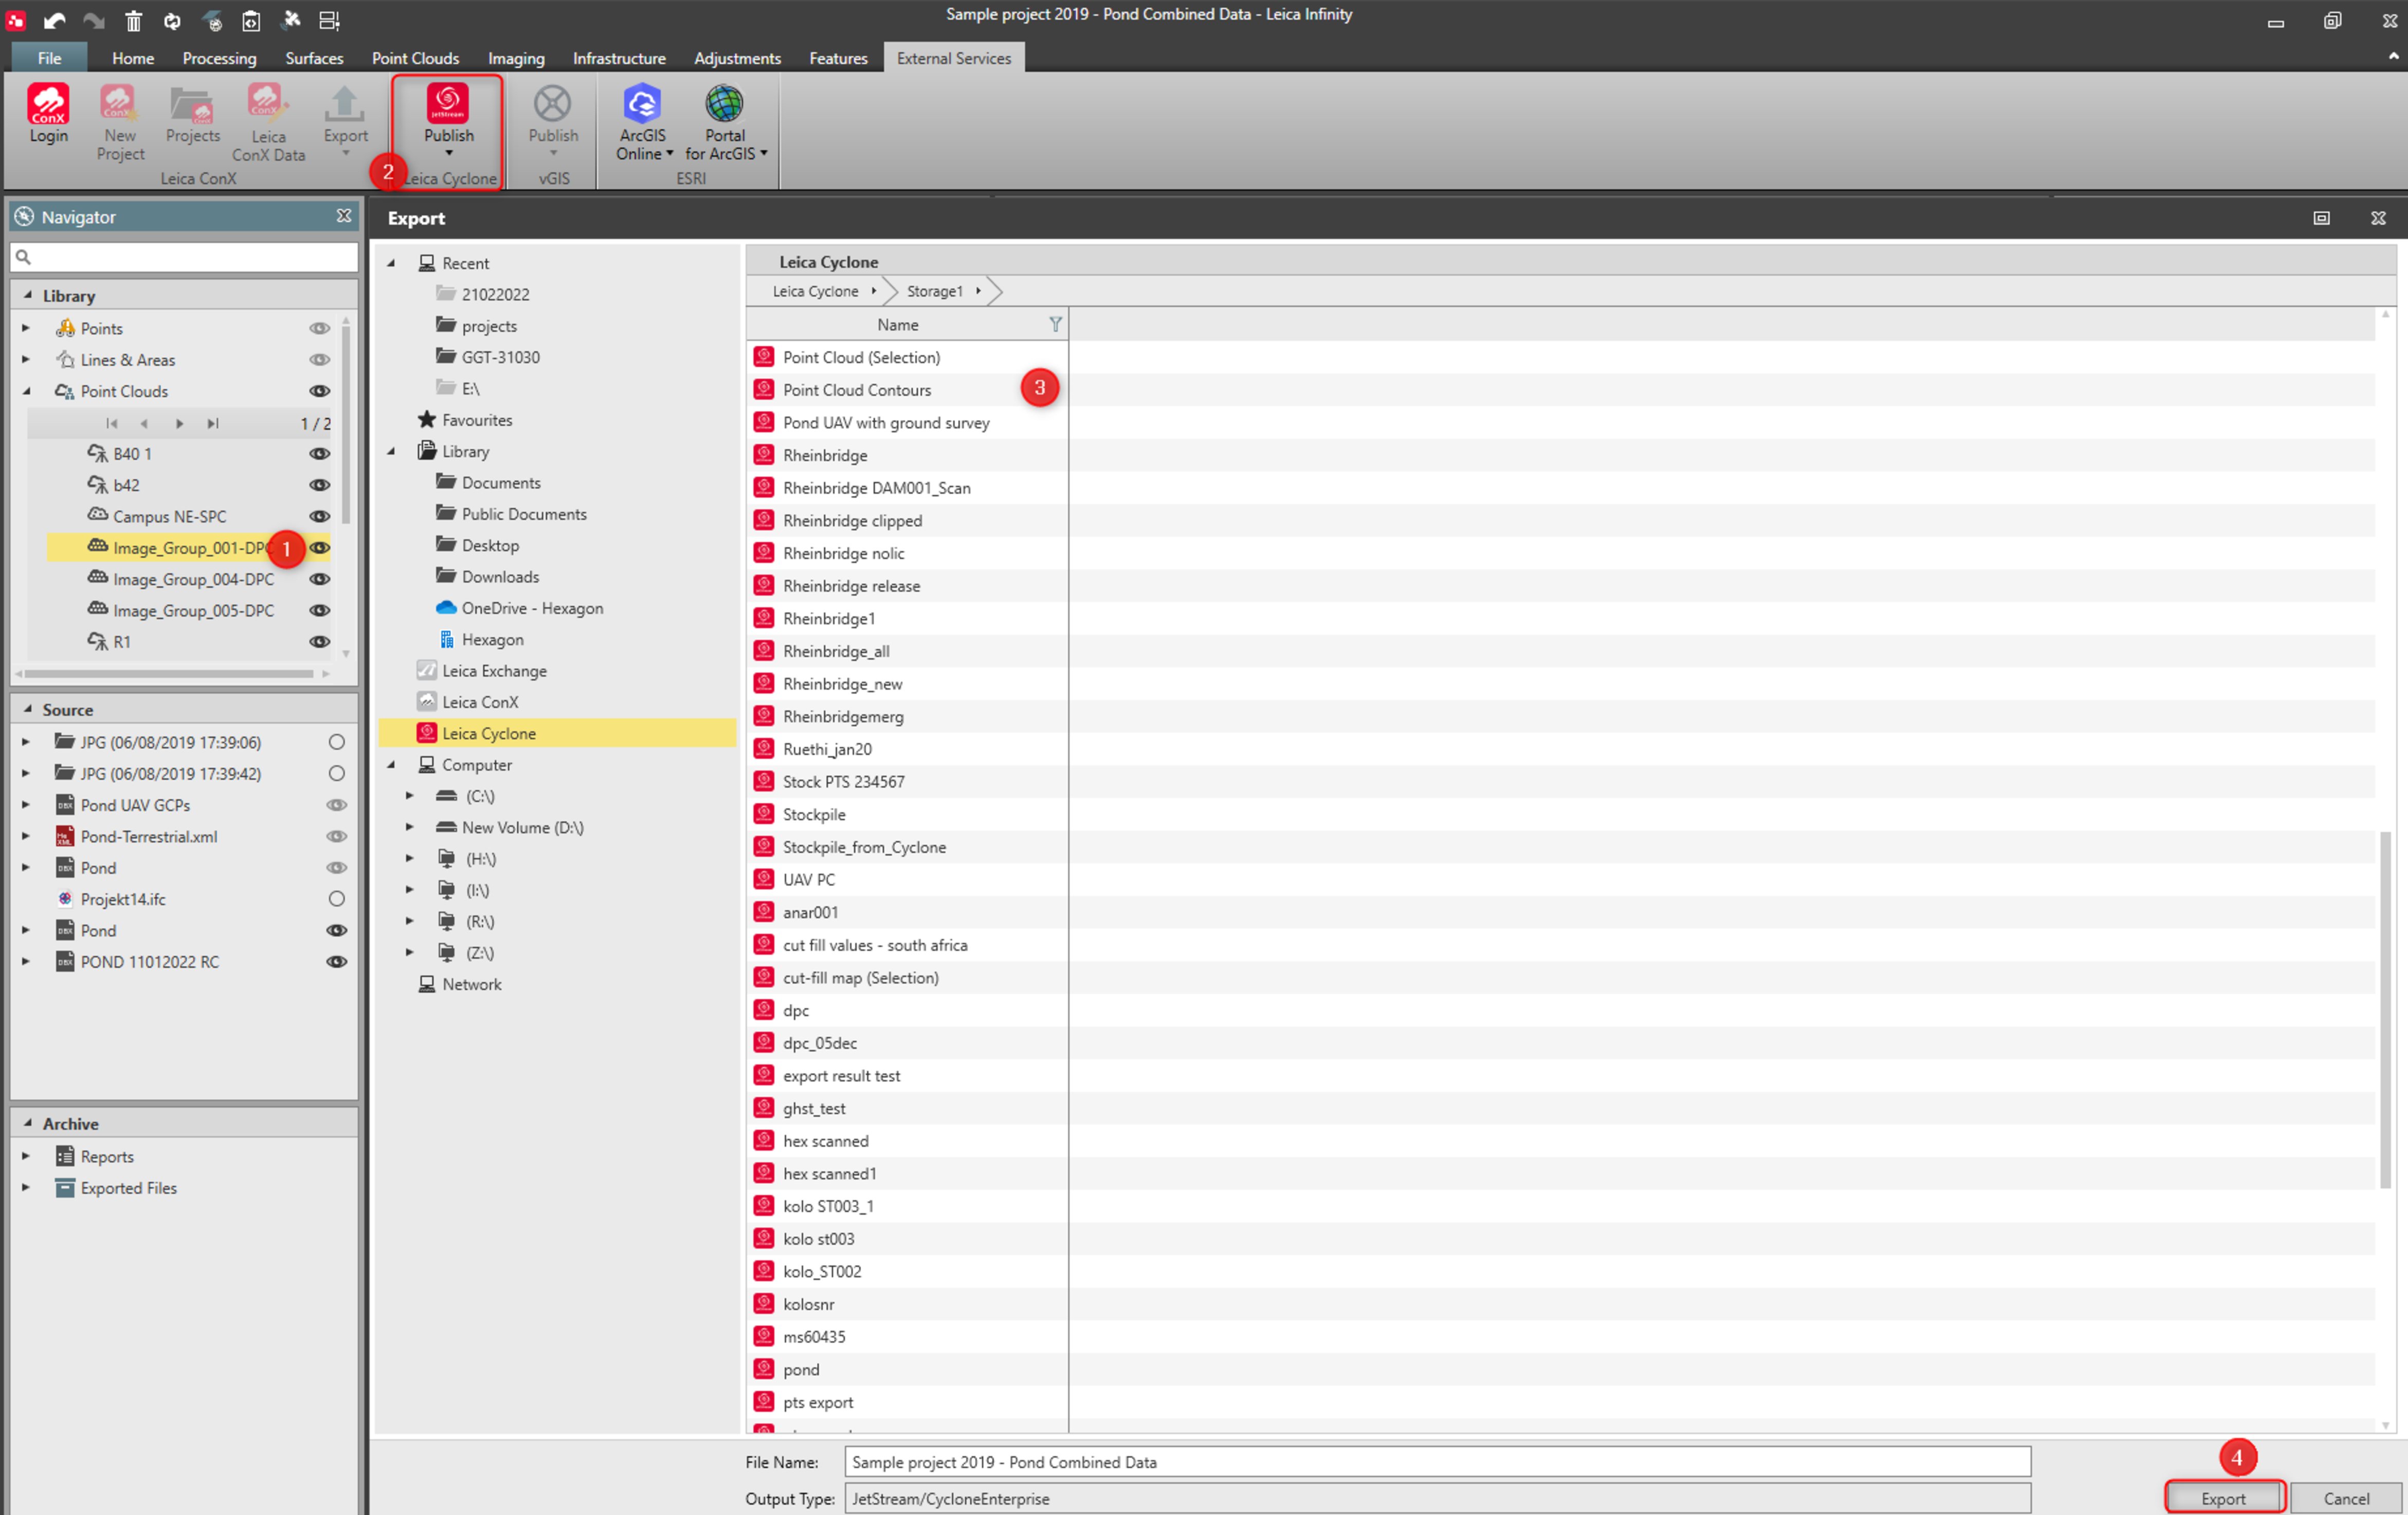 Sample project 2019 - Pond Combined Data - Leica Infinity
File Home Processing Surfaces Point Clouds Imaging Infrastructure Adjustments Features External Services
ConX ConX ConX JetStream
Login New Project Projects Leica ConX Data Export Publish Publish ArcGIS Online Portal for ArcGIS
Leica ConX 2 Leica Cyclone vGIS ESRI
Navigator
Library
Points
Lines & Areas
Point Clouds
1 / 2
B40 1
b42
Campus NE-SPC
Image_Group_001-DPC 1
Image_Group_004-DPC
Image_Group_005-DPC
R1
Source
JPG (06/08/2019 17:39:06)
JPG (06/08/2019 17:39:42)
Pond UAV GCPs
Pond-Terrestrial.xml
Pond
Projekt14.ifc
Pond
POND 11012022 RC
Archive
Reports
Exported Files
Export
Recent
21022022
projects
GGT-31030
E:\
Favourites
Library
Documents
Public Documents
Desktop
Downloads
OneDrive - Hexagon
Hexagon
Leica Exchange
Leica ConX
Leica Cyclone
Computer
(C:\)
New Volume (D:\)
(H:\)
(I:\)
(R:\)
(Z:\)
Network
Leica Cyclone
Leica Cyclone Storage1
Name
Point Cloud (Selection)
Point Cloud Contours 3
Pond UAV with ground survey
Rheinbridge
Rheinbridge DAM001_Scan
Rheinbridge clipped
Rheinbridge nolic
Rheinbridge release
Rheinbridge1
Rheinbridge_all
Rheinbridge_new
Rheinbridgemerg
Ruethi_jan20
Stock PTS 234567
Stockpile
Stockpile_from_Cyclone
UAV PC
anar001
cut fill values - south africa
cut-fill map (Selection)
dpc
dpc_05dec
export result test
ghst_test
hex scanned
hex scanned1
kolo ST003_1
kolo st003
kolo_ST002
kolosnr
ms60435
pond
pts export
File Name: Sample project 2019 - Pond Combined Data
4
Output Type: JetStream/CycloneEnterprise
Export Cancel